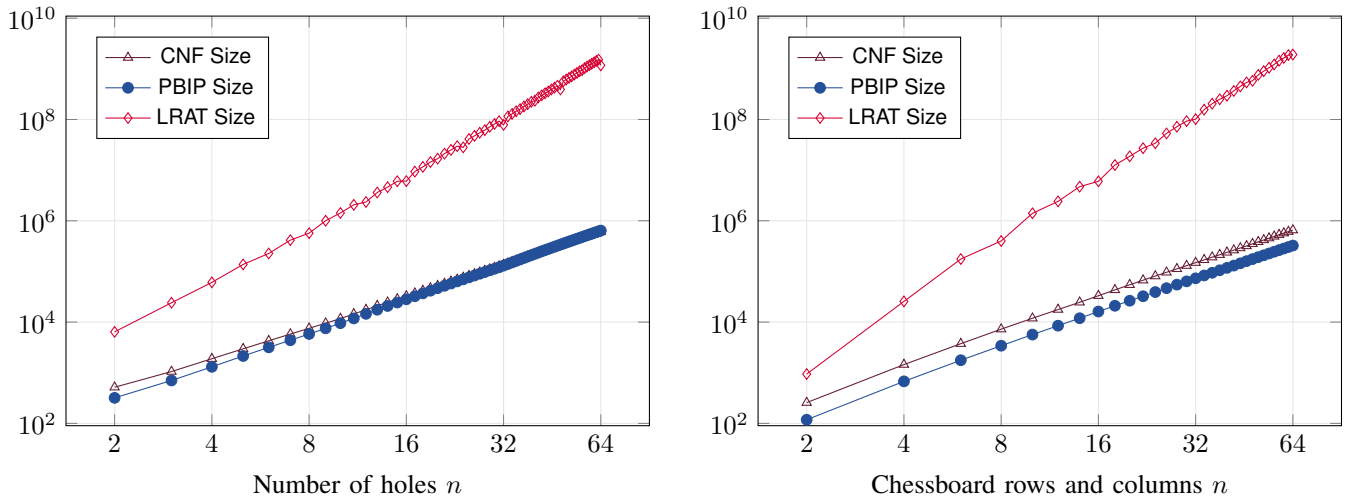 10^10
10^8
10^6
10^4
10^2
CNF Size
PBIP Size
LRAT Size
2 4 8 16 32 64
Number of holes n
10^10
10^8
10^6
10^4
10^2
CNF Size
PBIP Size
LRAT Size
2 4 8 16 32 64
Chessboard rows and columns n